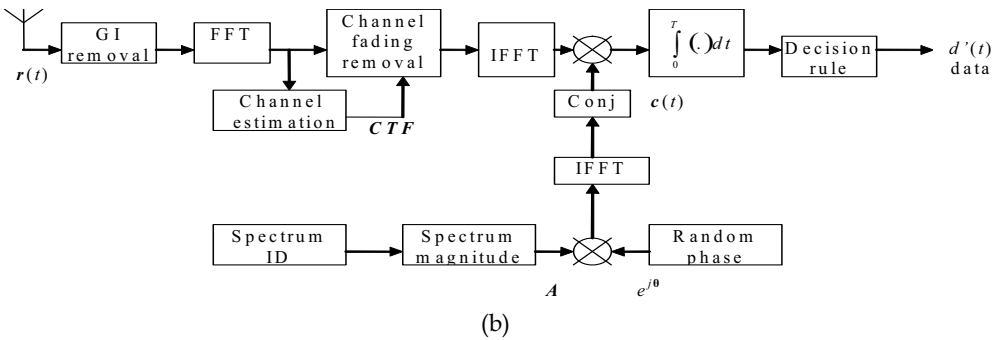 r(t)
GI
removal
FFT
Channel
fading
removal
IFFT
T
∫ (.)dt
0
Decision
rule
d'(t)
data
Channel
estimation
CTF
Conj
c(t)
IFFT
Spectrum
ID
Spectrum
magnitude
Random
phase
A
e^{jθ}
(b)